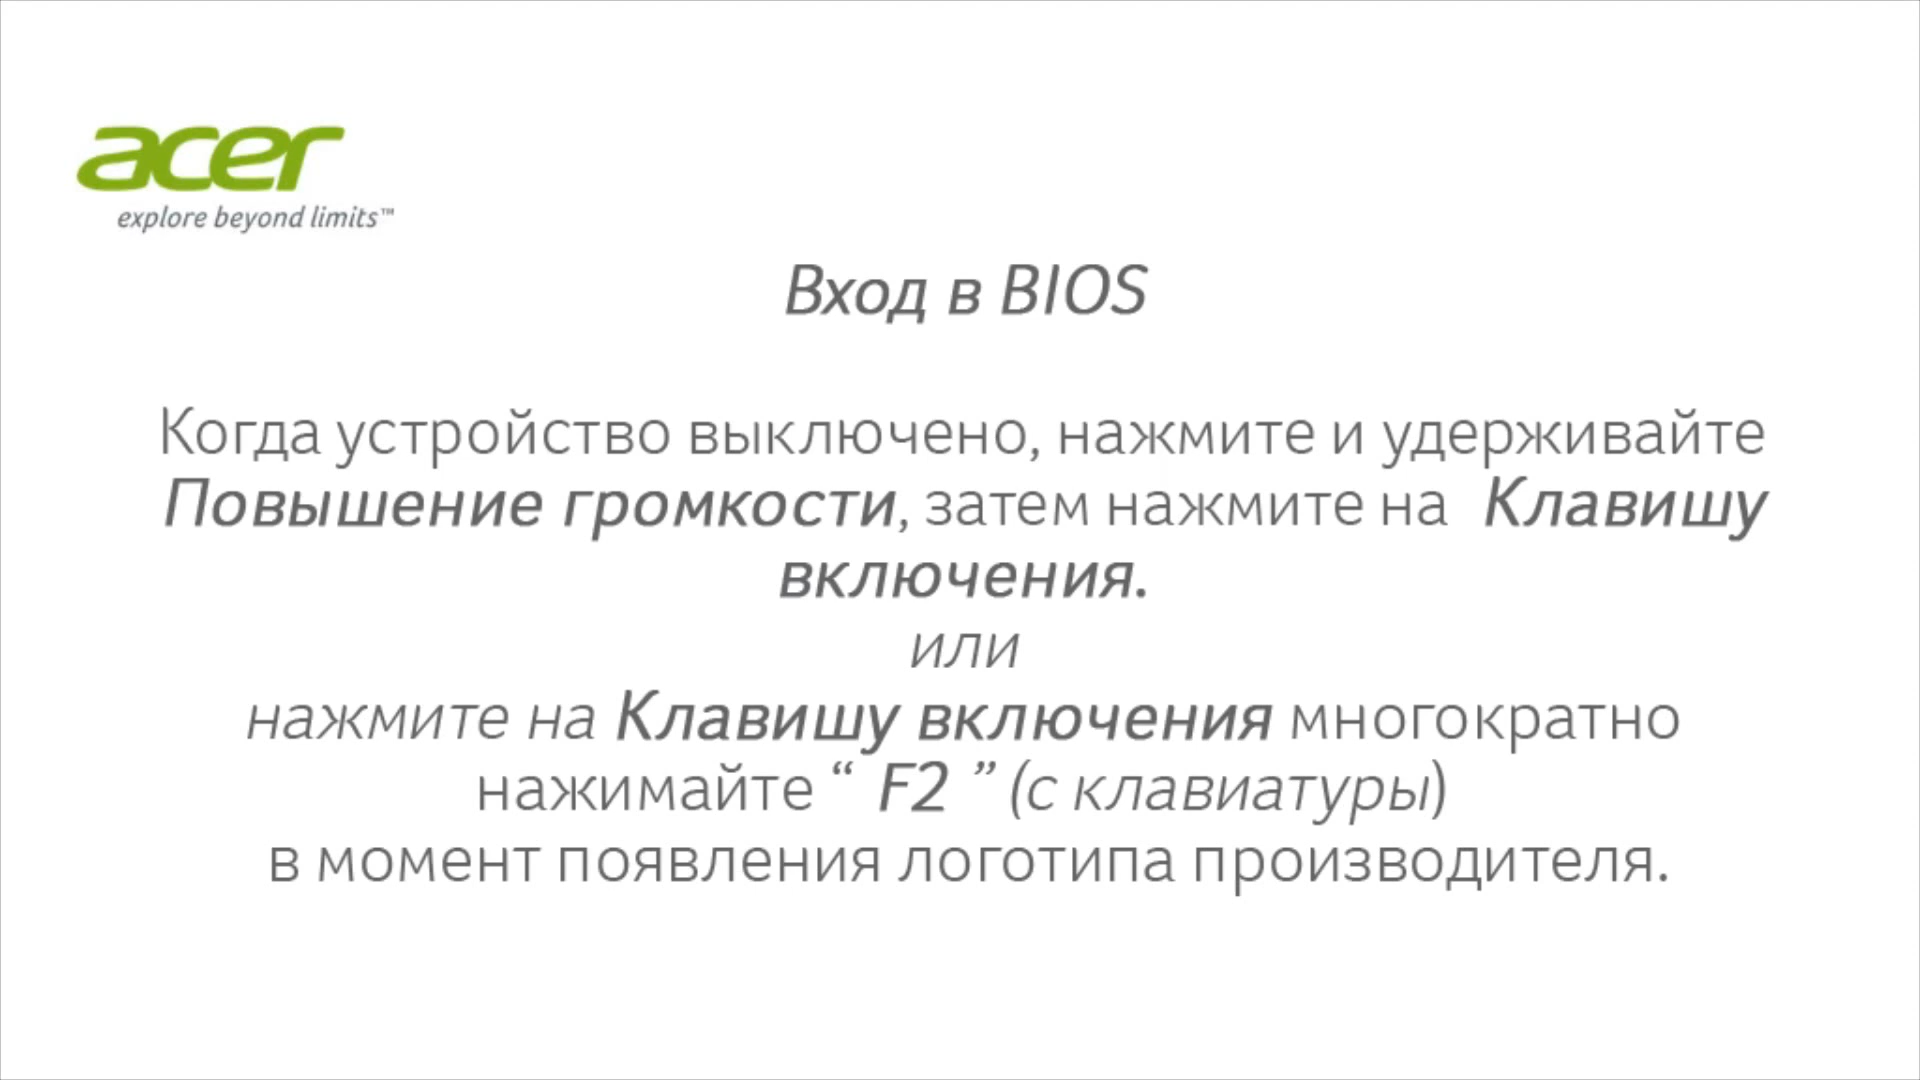 acer
explore beyond limits™
Вход в BIOS
Когда устройство выключено, нажмите и удерживайте
Повышение громкости, затем нажмите на Клавишу
включения.
или
нажмите на Клавишу включения многократно
нажимайте “ F2 ” (с клавиатуры)
в момент появления логотипа производителя.